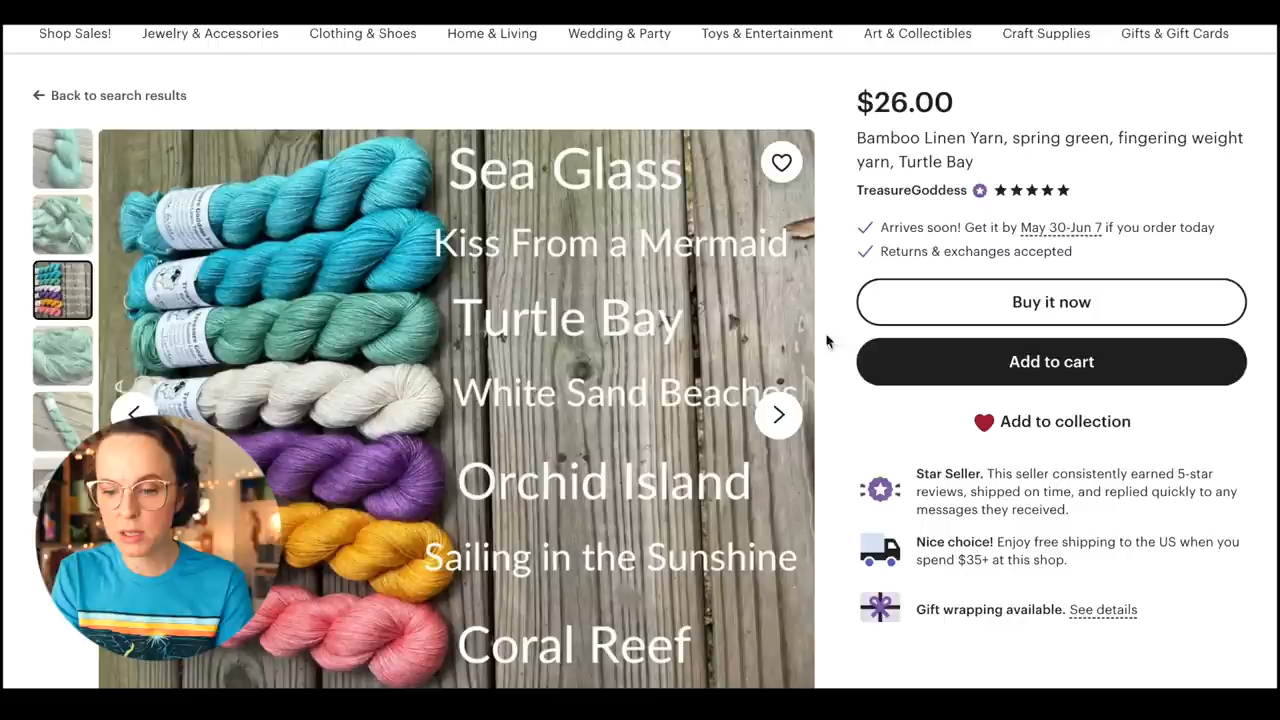 Shop Sales! Jewelry & Accessories Clothing & Shoes Home & Living Wedding & Party Toys & Entertainment Art & Collectibles Craft Supplies Gifts & Gift Cards
Back to search results
Sea Glass
Kiss From a Mermaid
Turtle Bay
White Sand Beaches
Orchid Island
Sailing in the Sunshine
Coral Reef
$26.00
Bamboo Linen Yarn, spring green, fingering weight
yarn, Turtle Bay
TreasureGoddess
Arrives soon! Get it by May 30-Jun 7 if you order today
Returns & exchanges accepted
Buy it now
Add to cart
Add to collection
Star Seller. This seller consistently earned 5-star
reviews, shipped on time, and replied quickly to any
messages they received.
Nice choice! Enjoy free shipping to the US when you
spend $35+ at this shop.
Gift wrapping available. See details